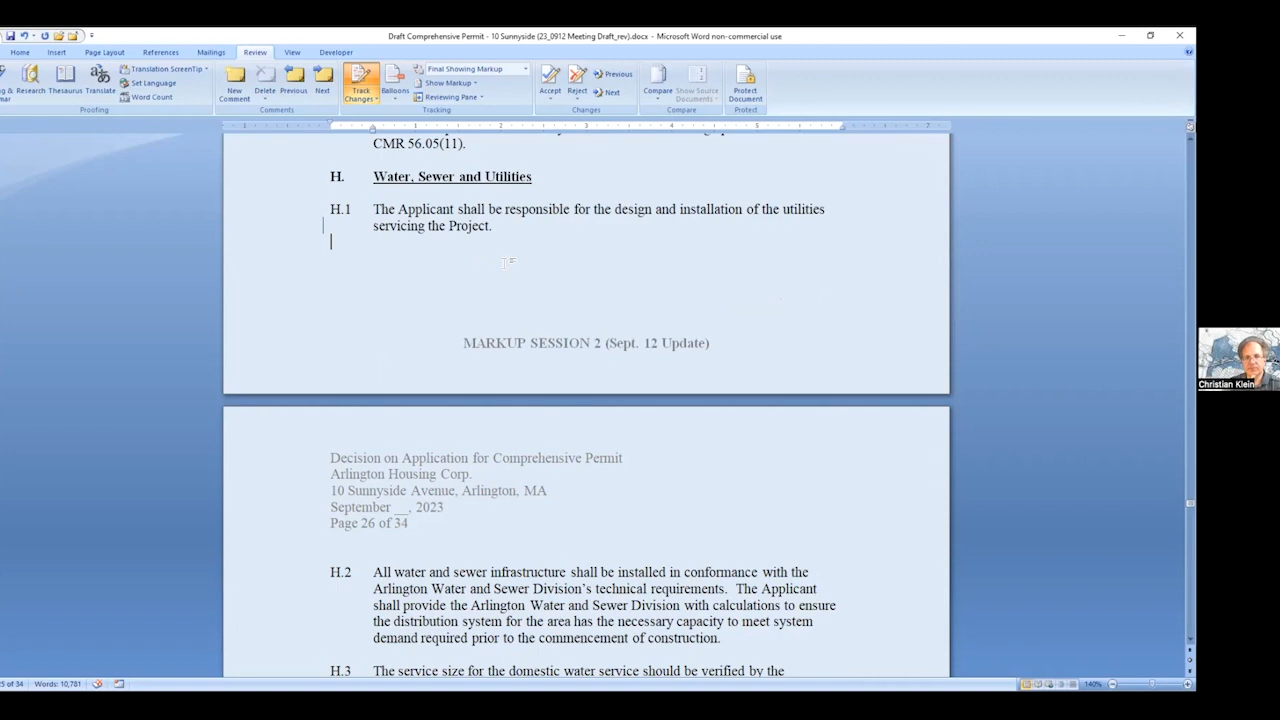 Draft Comprehensive Permit - 10 Sunnyside (23_0912 Meeting Draft_rev).docx - Microsoft Word non-commercial use
Home Insert Page Layout References Mailings Review View Developer
Research Thesaurus Translate
Translation ScreenTip
Set Language
Word Count
Proofing
New Comment Delete Previous Next
Comments
Track Changes Balloons
Final Showing Markup
Show Markup
Reviewing Pane
Tracking
Accept Reject
Previous
Next
Changes
Compare Show Source Documents
Compare
Protect Document
Protect
CMR 56.05(11).
H. Water, Sewer and Utilities
H.1 The Applicant shall be responsible for the design and installation of the utilities
servicing the Project.
MARKUP SESSION 2 (Sept. 12 Update)
Christian Klein
Decision on Application for Comprehensive Permit
Arlington Housing Corp.
10 Sunnyside Avenue, Arlington, MA
September __, 2023
Page 26 of 34
H.2 All water and sewer infrastructure shall be installed in conformance with the
Arlington Water and Sewer Division's technical requirements. The Applicant
shall provide the Arlington Water and Sewer Division with calculations to ensure
the distribution system for the area has the necessary capacity to meet system
demand required prior to the commencement of construction.
H.3 The service size for the domestic water service should be verified by the
of 34 Words: 10,781 140%